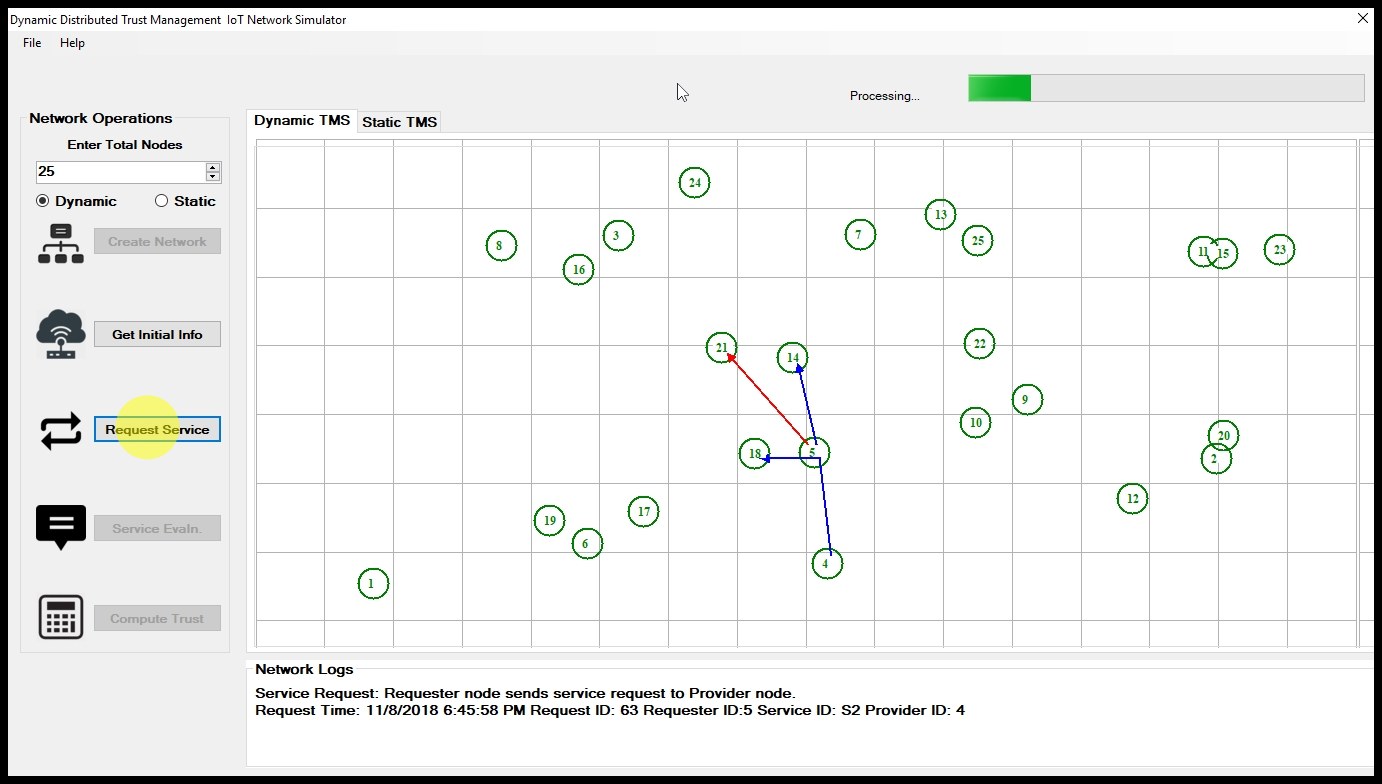 Dynamic Distributed Trust Management IoT Network Simulator
File Help
Processing...
Network Operations
Enter Total Nodes
25
Dynamic Static
Create Network
Get Initial Info
Request Service
Service Evaln.
Compute Trust
Dynamic TMS Static TMS
24
13
3
7
25
8
11
15
23
16
21
14
22
9
10
20
18
5
2
12
17
19
6
4
1
Network Logs
Service Request: Requester node sends service request to Provider node.
Request Time: 11/8/2018 6:45:58 PM Request ID: 63 Requester ID:5 Service ID: S2 Provider ID: 4